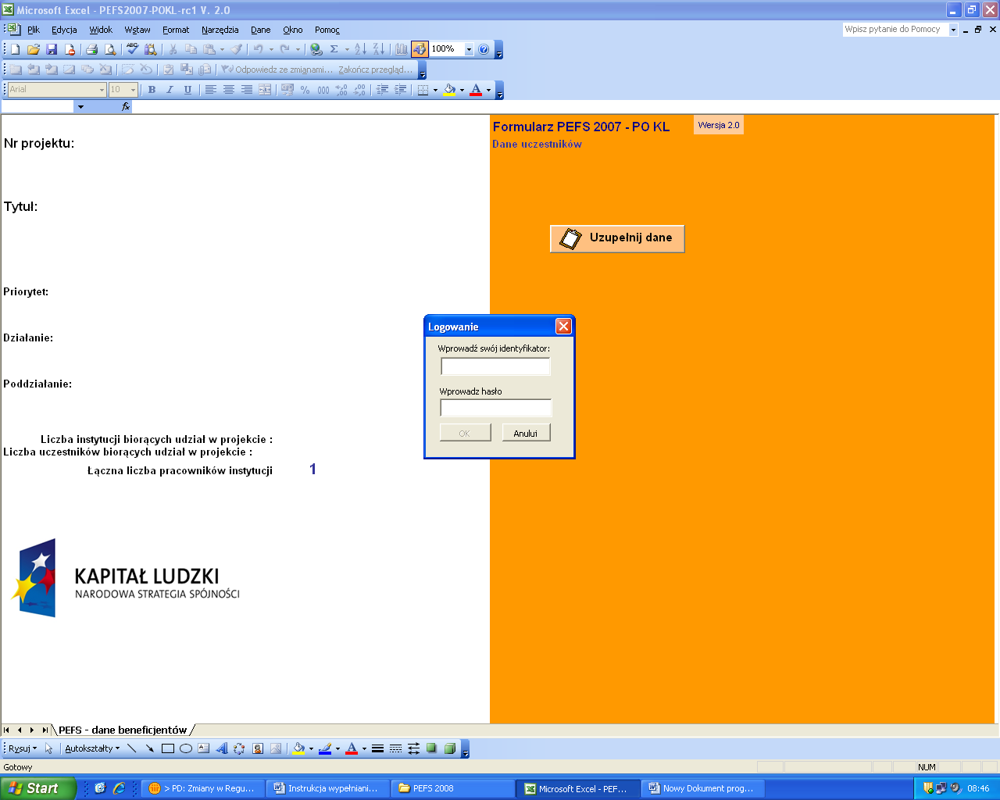 Microsoft Excel - PEFS2007-POKL-rc1 V. 2.0
Plik Edycja Widok Wstaw Format Narzędzia Dane Okno Pomoc
Wpisz pytanie do Pomocy
100%
Odpowiedz ze zmianami... Zakończ przegląd...
Arial 10 B I U % 000
fx
Nr projektu:
Tytuł:
Priorytet:
Działanie:
Poddziałanie:
Liczba instytucji biorących udział w projekcie :
Liczba uczestników biorących udział w projekcie :
Łączna liczba pracowników instytucji 1
KAPITAŁ LUDZKI
NARODOWA STRATEGIA SPÓJNOŚCI
Formularz PEFS 2007 - PO KL
Wersja 2.0
Dane uczestników
Uzupełnij dane
Logowanie
Wprowadź swój identyfikator:
Wprowadz hasło
OK Anuluj
PEFS - dane beneficjentów
Rysuj Autokształty
Gotowy
NUM
Start
> PD: Zmiany w Regu...
Instrukcja wypełniani...
PEFS 2008
Microsoft Excel - PEF...
Nowy Dokument prog...
08:46